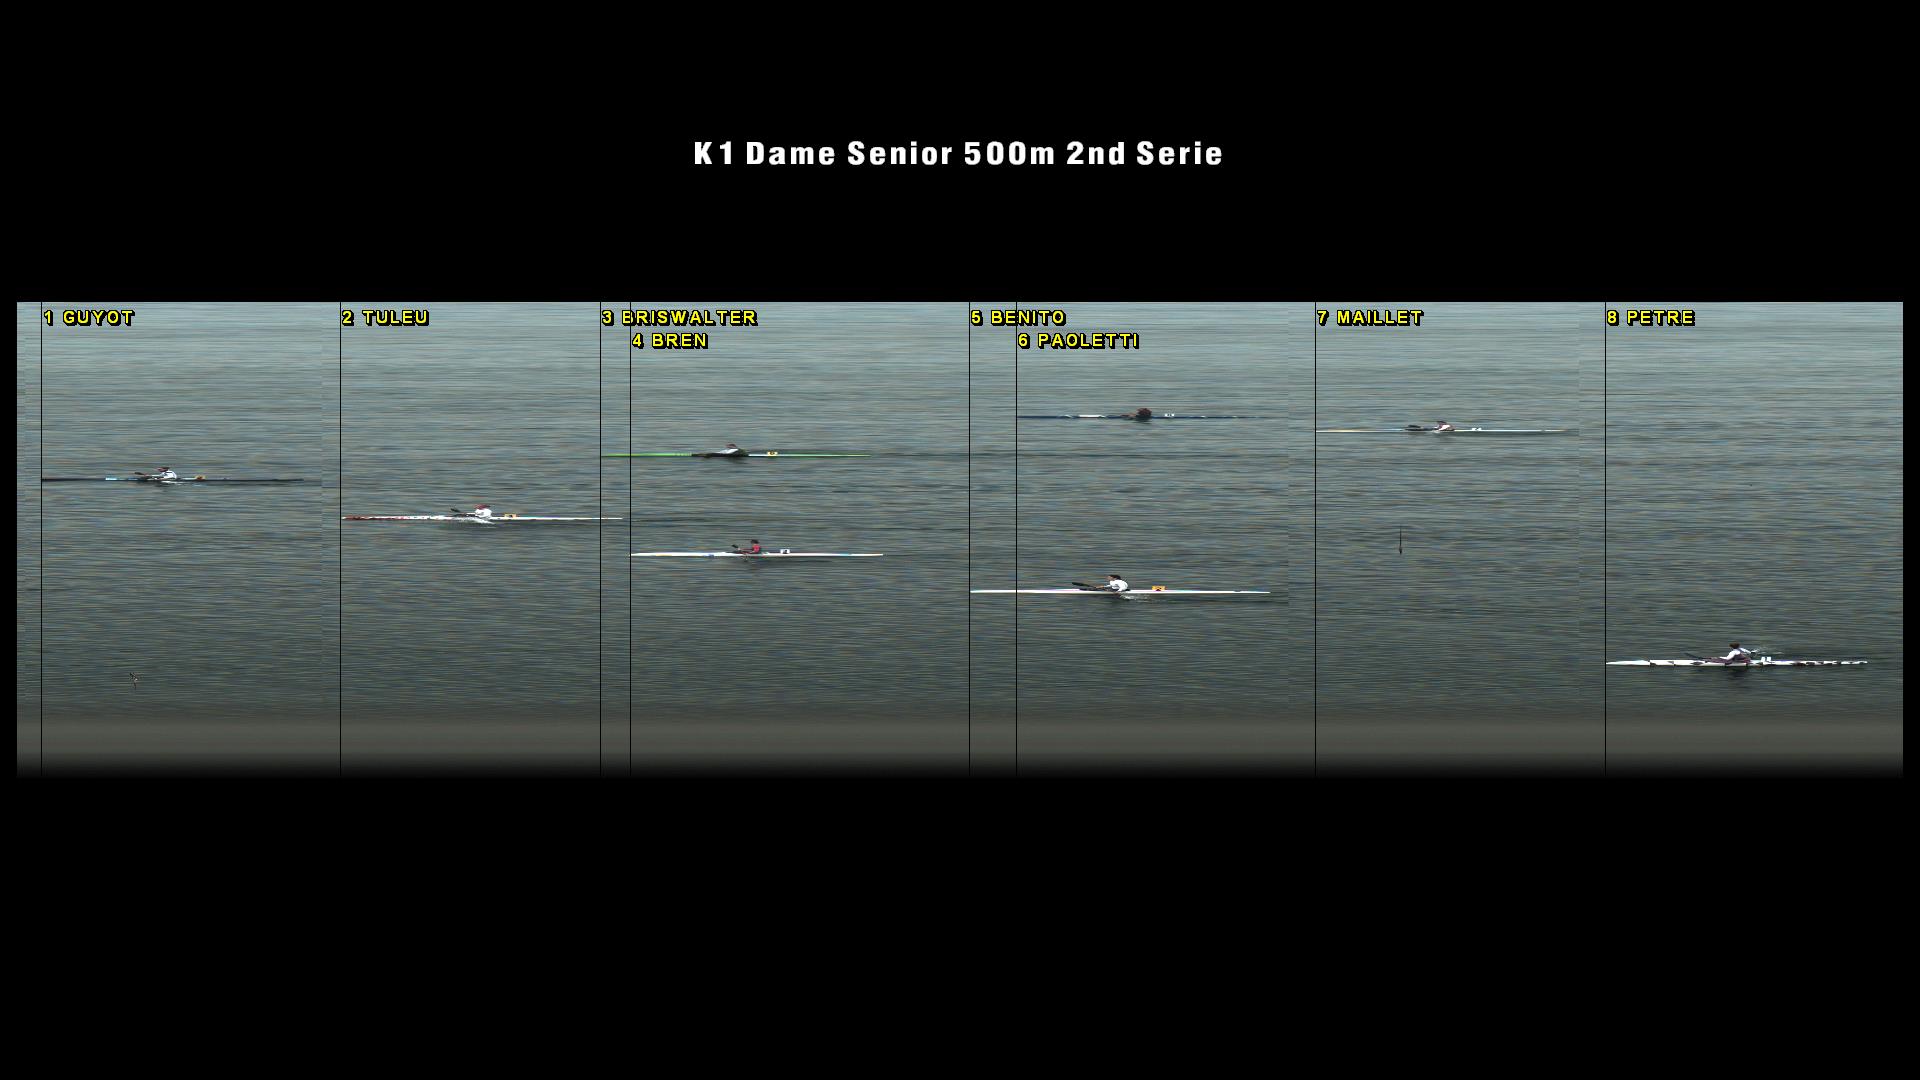 K1 Dame Senior 500m 2nd Serie
1 GUYOT
2 TULEU
3 BRISWALTER
4 BREN
5 BENITO
6 PAOLETTI
7 MAILLET
8 PETRE